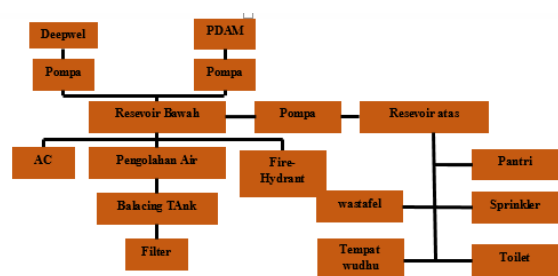 Deepwel
PDAM
Pompa
Pompa
Resevoir Bawah
Pompa
Resevoir atas
AC
Pengolahan Air
Fire-
Hydrant
Pantri
Balacing TAnk
wastafel
Sprinkler
Filter
Tempat
wudhu
Toilet